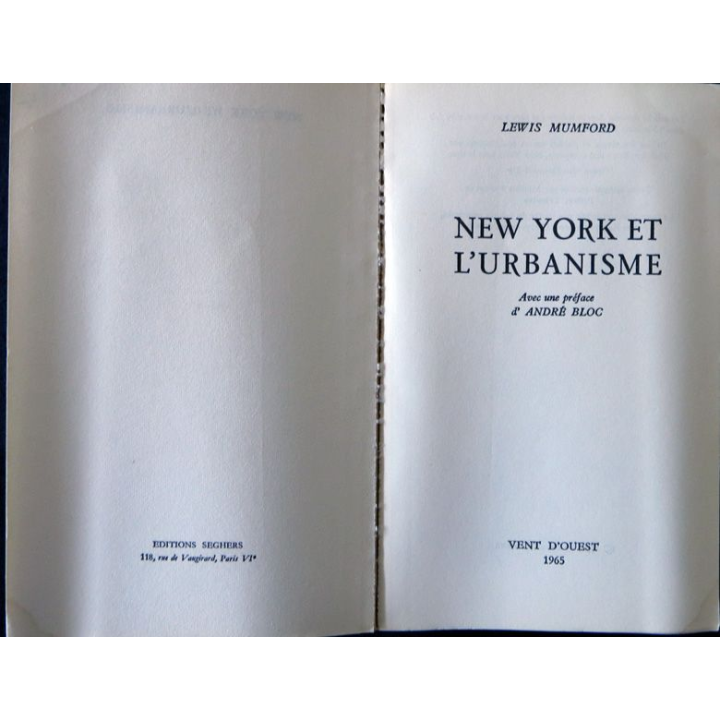 EDITIONS SEGHERS
118, rue de Vaugirard, Paris VIe
LEWIS MUMFORD
NEW YORK ET
L'URBANISME
Avec une préface
d' ANDRÉ BLOC
VENT D'OUEST
1965